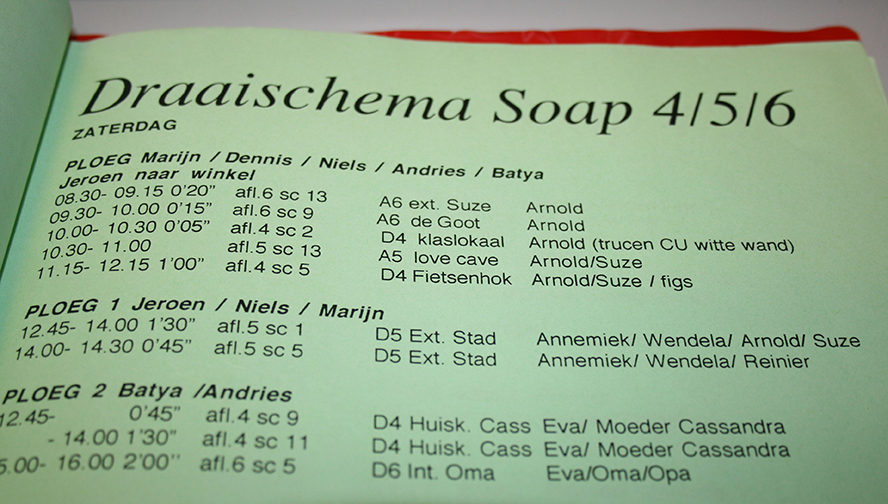 Draaischema Soap 4/5/6
ZATERDAG
PLOEG Marijn / Dennis / Niels / Andries / Batya
Jeroen naar winkel
08.30- 09.15 0'20" afl.6 sc 13 A6 ext. Suze Arnold
09.30- 10.00 0'15" afl.6 sc 9 A6 de Goot Arnold
10.00- 10.30 0'05" afl.4 sc 2 D4 klaslokaal Arnold (trucen CU witte wand)
10.30- 11.00 afl.5 sc 13 A5 love cave Arnold/Suze
11.15- 12.15 1'00" afl.4 sc 5 D4 Fietsenhok Arnold/Suze / figs
PLOEG 1 Jeroen / Niels / Marijn
12.45- 14.00 1'30" afl.5 sc 1 D5 Ext. Stad Annemiek/ Wendela/ Arnold/ Suze
14.00- 14.30 0'45" afl.5 sc 5 D5 Ext. Stad Annemiek/ Wendela/ Reinier
PLOEG 2 Batya /Andries
12.45- 0'45" afl.4 sc 9 D4 Huisk. Cass Eva/ Moeder Cassandra
- 14.00 1'30" afl.4 sc 11 D4 Huisk. Cass Eva/ Moeder Cassandra
5.00- 16.00 2'00" afl.6 sc 5 D6 Int. Oma Eva/Oma/Opa